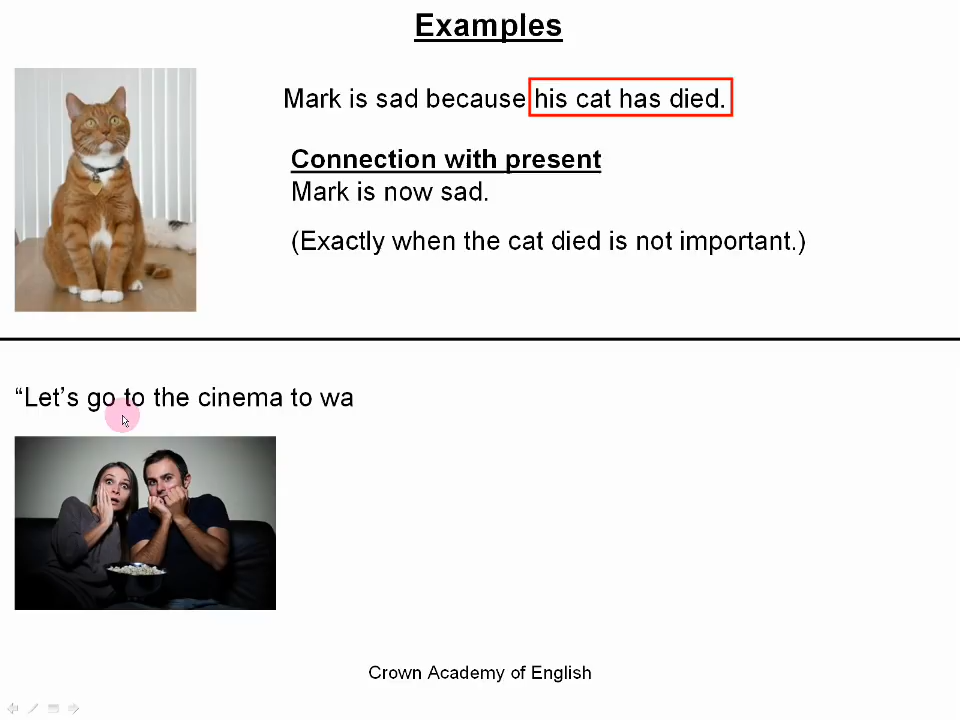 Examples
Mark is sad because his cat has died.
Connection with present
Mark is now sad.
(Exactly when the cat died is not important.)
“Let’s go to the cinema to wa
Crown Academy of English